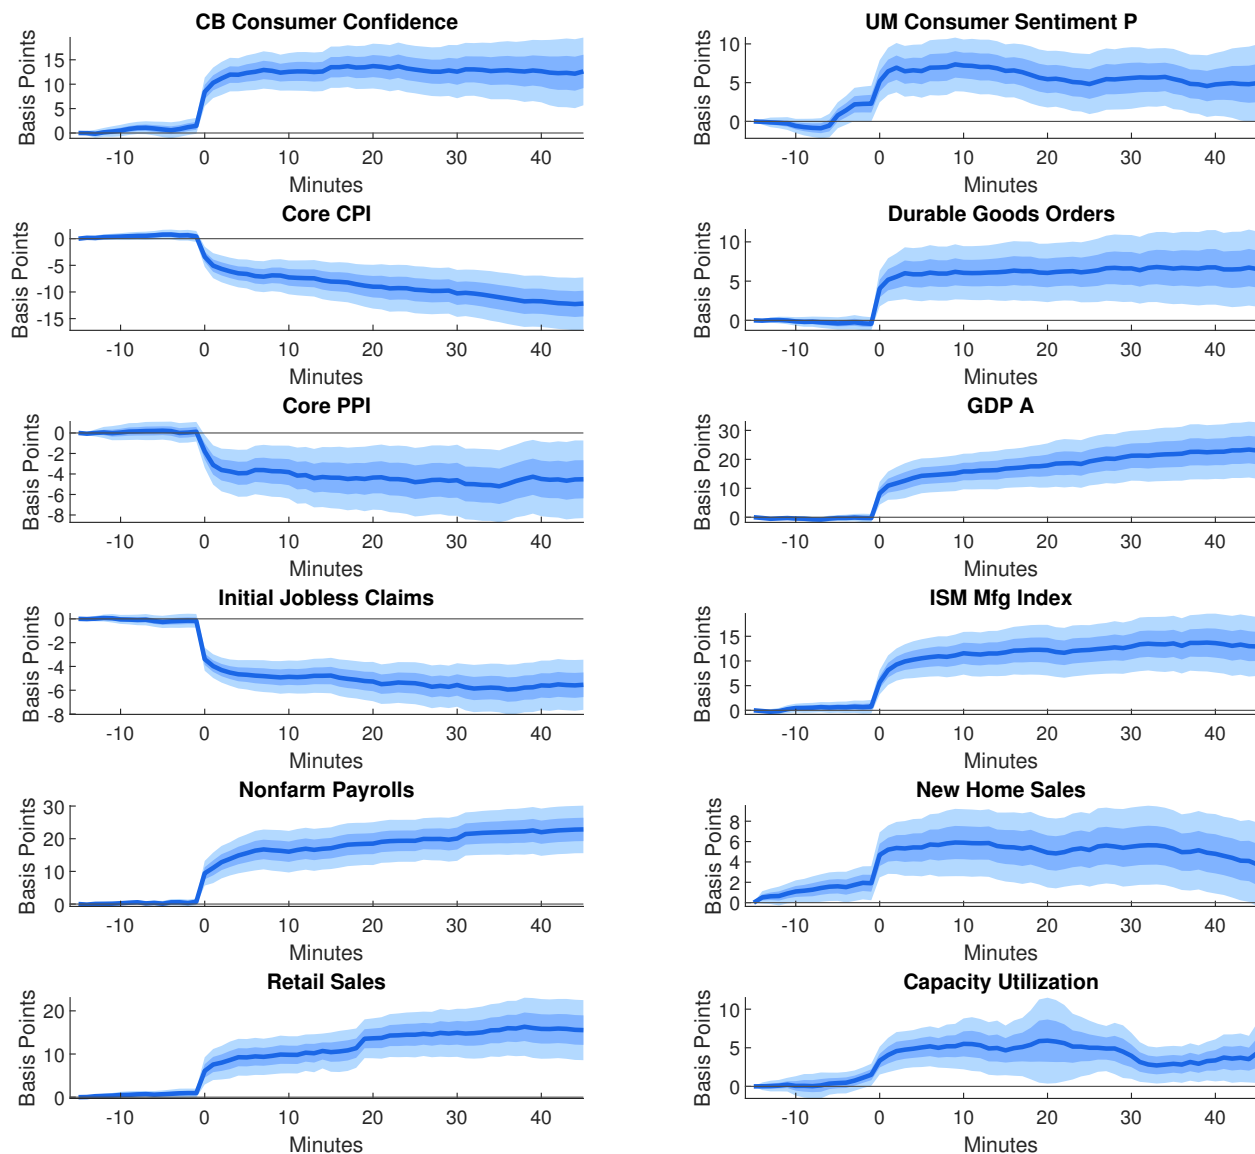 CB Consumer Confidence
Basis Points
15
10
5
0
-10 0 10 20 30 40
Minutes
UM Consumer Sentiment P
Basis Points
10
5
0
-10 0 10 20 30 40
Minutes
Core CPI
Basis Points
0
-5
-10
-15
-10 0 10 20 30 40
Minutes
Durable Goods Orders
Basis Points
10
5
0
-10 0 10 20 30 40
Minutes
Core PPI
Basis Points
0
-2
-4
-6
-8
-10 0 10 20 30 40
Minutes
GDP A
Basis Points
30
20
10
0
-10 0 10 20 30 40
Minutes
Initial Jobless Claims
Basis Points
0
-2
-4
-6
-8
-10 0 10 20 30 40
Minutes
ISM Mfg Index
Basis Points
15
10
5
0
-10 0 10 20 30 40
Minutes
Nonfarm Payrolls
Basis Points
30
20
10
0
-10 0 10 20 30 40
Minutes
New Home Sales
Basis Points
8
6
4
2
0
-10 0 10 20 30 40
Minutes
Retail Sales
Basis Points
20
10
0
-10 0 10 20 30 40
Minutes
Capacity Utilization
Basis Points
10
5
0
-10 0 10 20 30 40
Minutes